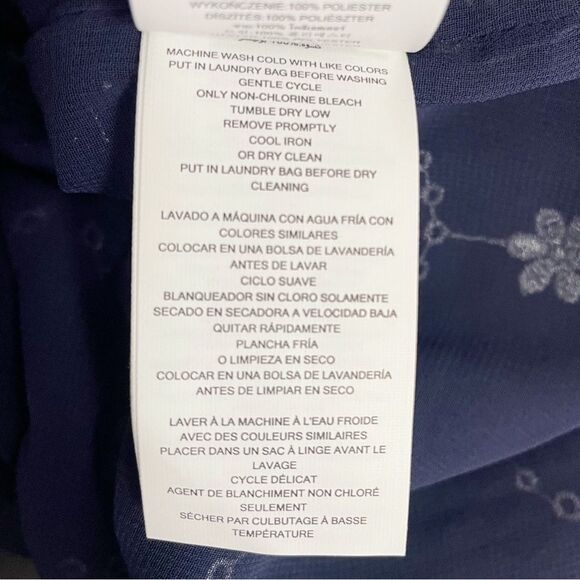 WYKOŃCZENIE:100% POLIESTER
DÍSZÍTÉS:100% POLIÉSZTER
MACHINE WASH COLD WITH LIKE COLORS
PUT IN LAUNDRY BAG BEFORE WASHING
GENTLE CYCLE
ONLY NON-CHLORINE BLEACH
TUMBLE DRY LOW
REMOVE PROMPTLY
COOL IRON
OR DRY CLEAN
PUT IN LAUNDRY BAG BEFORE DRY
CLEANING
LAVADO A MÁQUINA CON AGUA FRÍA CON
COLORES SIMILARES
COLOCAR EN UNA BOLSA DE LAVANDERÍA
ANTES DE LAVAR
CICLO SUAVE
BLANQUEADOR SIN CLORO SOLAMENTE
SECADO EN SECADORA A VELOCIDAD BAJA
QUITAR RÁPIDAMENTE
PLANCHA FRÍA
O LIMPIEZA EN SECO
COLOCAR EN UNA BOLSA DE LAVANDERÍA
ANTES DE LIMPIAR EN SECO
LAVER À LA MACHINE À L'EAU FROIDE
AVEC DES COULEURS SIMILAIRES
PLACER DANS UN SAC À LINGE AVANT LE
LAVAGE
CYCLE DÉLICAT
AGENT DE BLANCHIMENT NON CHLORÉ
SEULEMENT
SÉCHER PAR CULBUTAGE À BASSE
TEMPÉRATURE